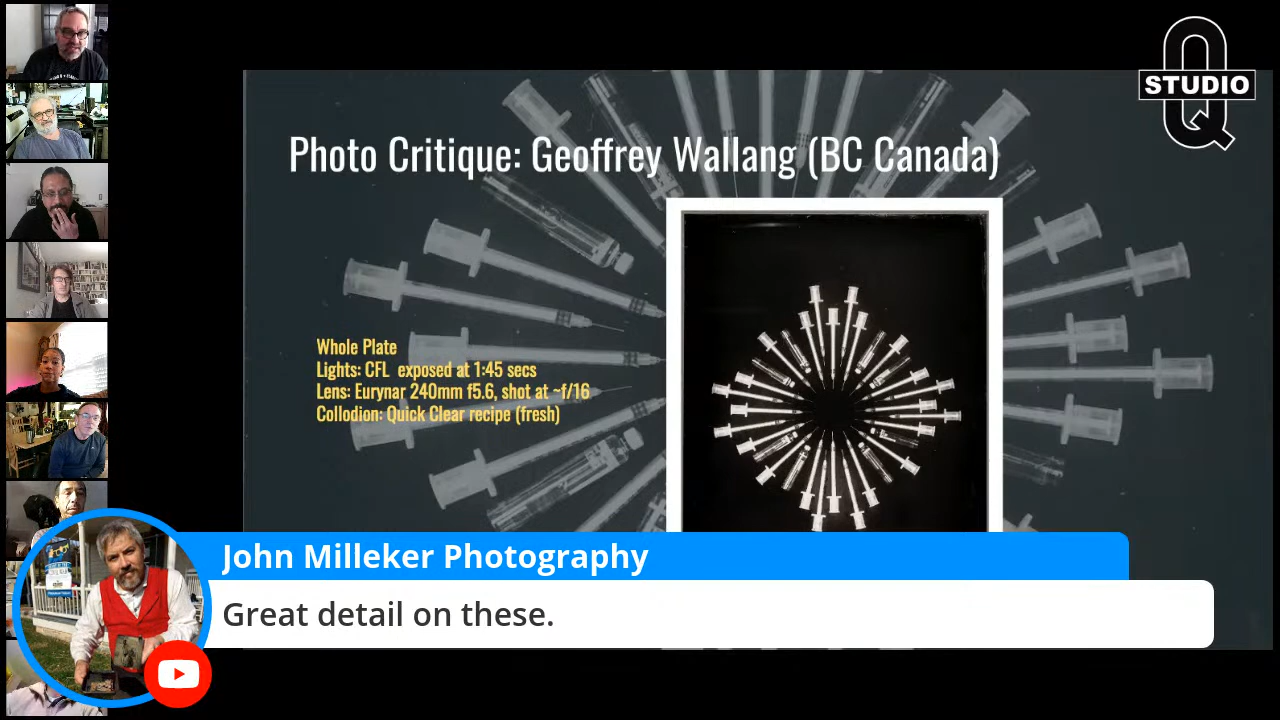 STUDIO
Q
Photo Critique: Geoffrey Wallang (BC Canada)
Whole Plate
Lights: CFL  exposed at 1:45 secs
Lens: Eurynar 240mm f5.6, shot at ~f/16
Collodion: Quick Clear recipe (fresh)
John Milleker Photography
Great detail on these.